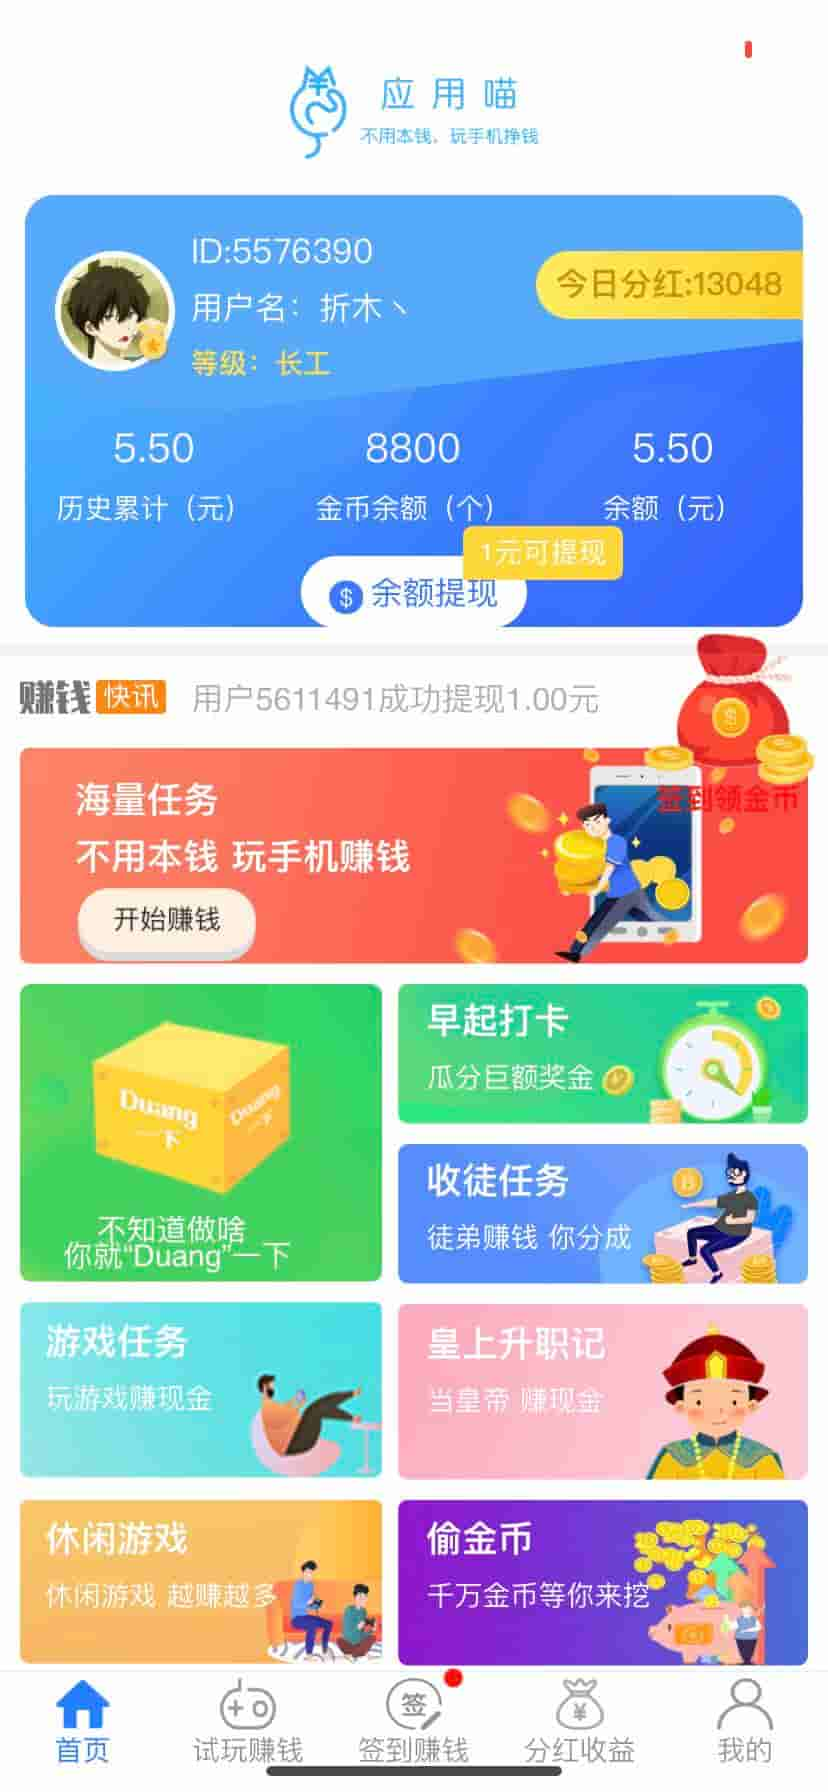 应用喵
不用本钱、玩手机挣钱
ID:5576390
用户名：折木丶
等级：长工
今日分红:13048
5.50
历史累计（元）
8800
金币余额（个）
5.50
余额（元）
1元可提现
$ 余额提现
赚钱 快讯 用户5611491成功提现1.00元
签到领金币
海量任务
不用本钱 玩手机赚钱
开始赚钱
Duang
一下
Duang
一下
不知道做啥
你就“Duang”一下
早起打卡
瓜分巨额奖金
收徒任务
徒弟赚钱 你分成
游戏任务
玩游戏赚现金
皇上升职记
当皇帝 赚现金
休闲游戏
休闲游戏 越赚越多
偷金币
千万金币等你来挖
签
¥
首页
试玩赚钱
签到赚钱
分红收益
我的